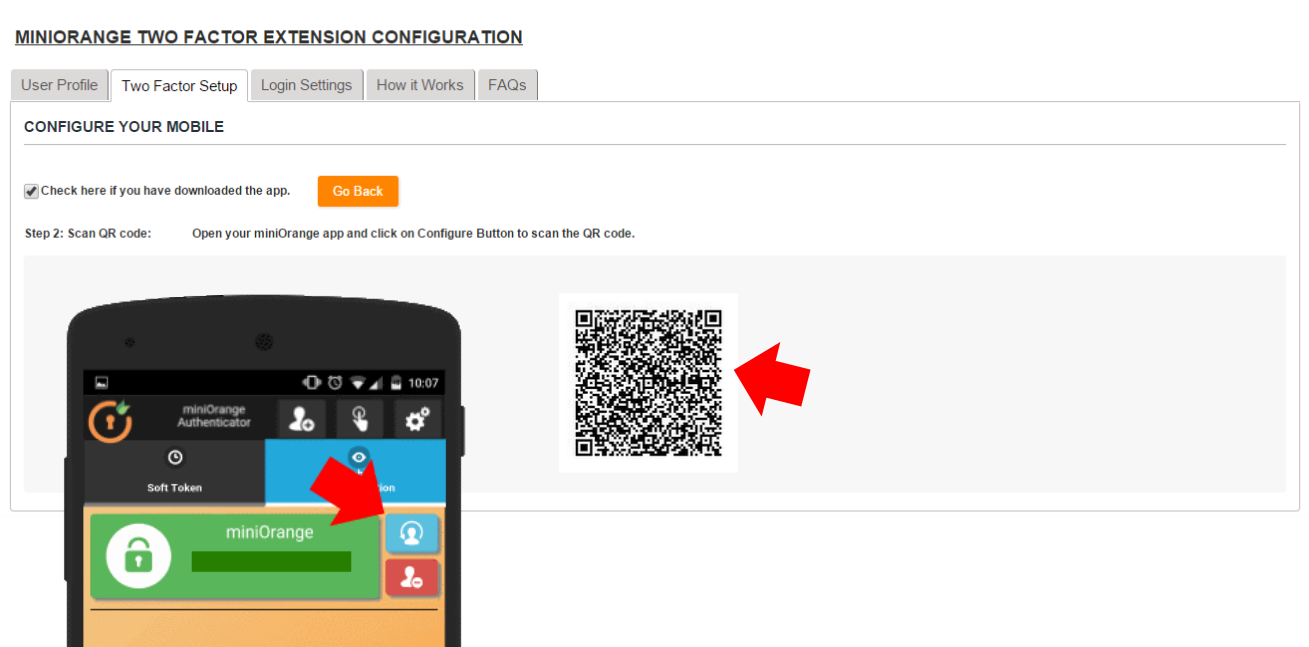 MINIORANGE TWO FACTOR EXTENSION CONFIGURATION
User Profile Two Factor Setup Login Settings How it Works FAQs
CONFIGURE YOUR MOBILE
Check here if you have downloaded the app. Go Back
Step 2: Scan QR code: Open your miniOrange app and click on Configure Button to scan the QR code.
10:07
miniOrange
Authenticator
Soft Token
miniOrange